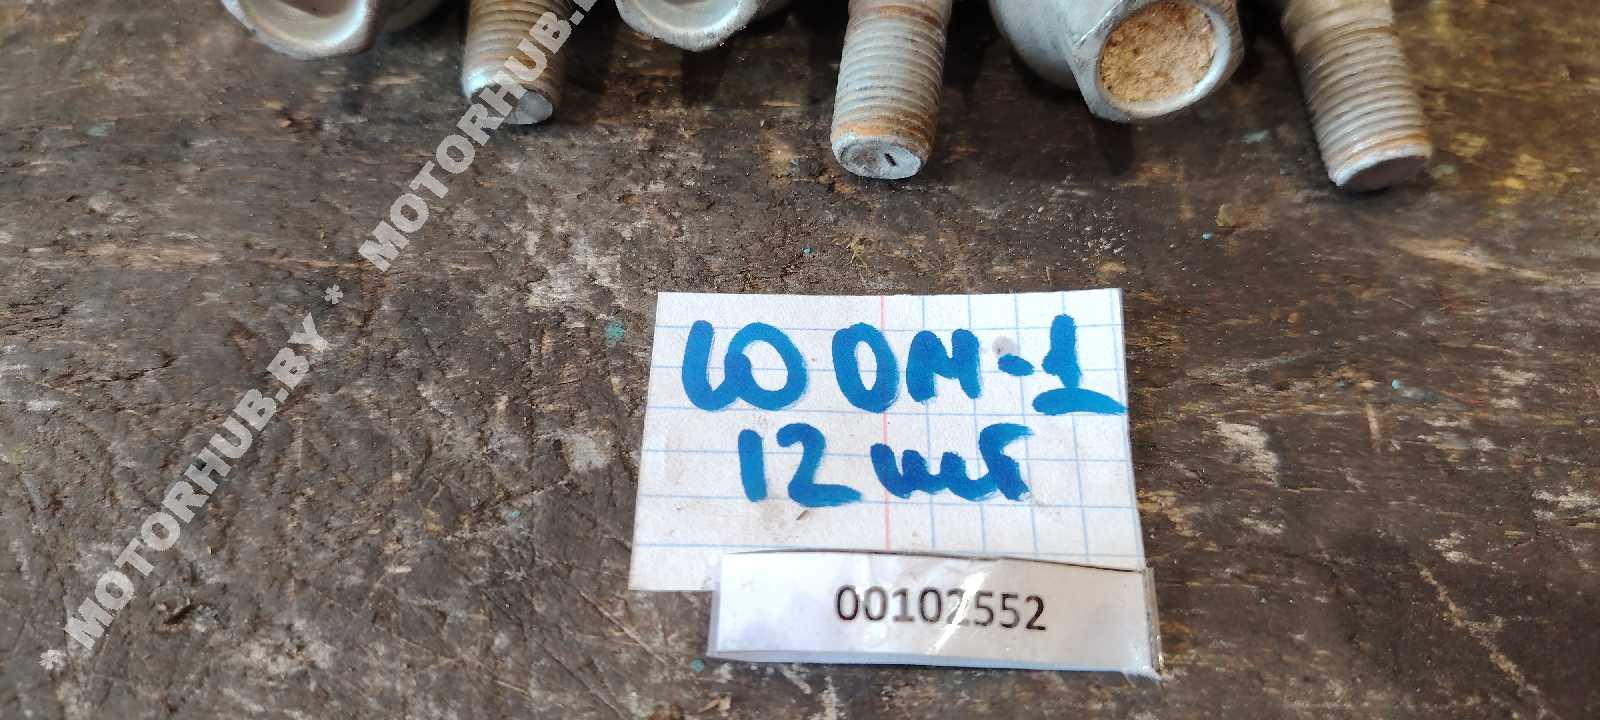 * MOTORHUB.BY * MOTORHUB.BY
60 ОМ-1
12 шт
00102552